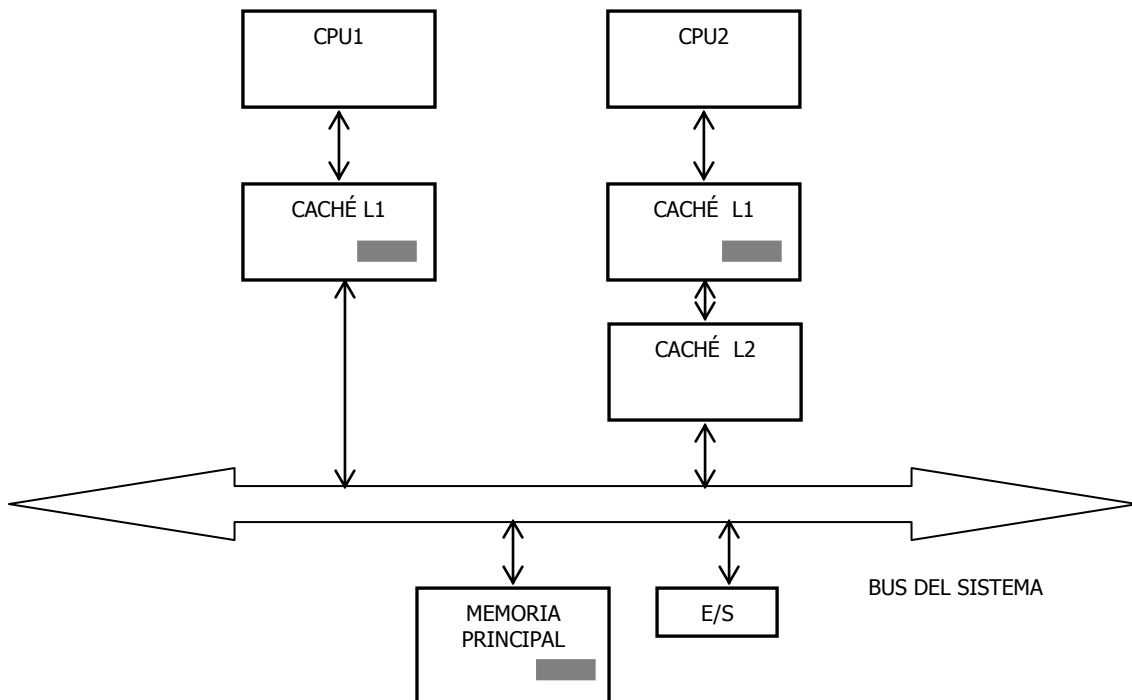 CPU1
CPU2
CACHÉ L1
CACHÉ L1
CACHÉ L2
BUS DEL SISTEMA
MEMORIA
PRINCIPAL
E/S